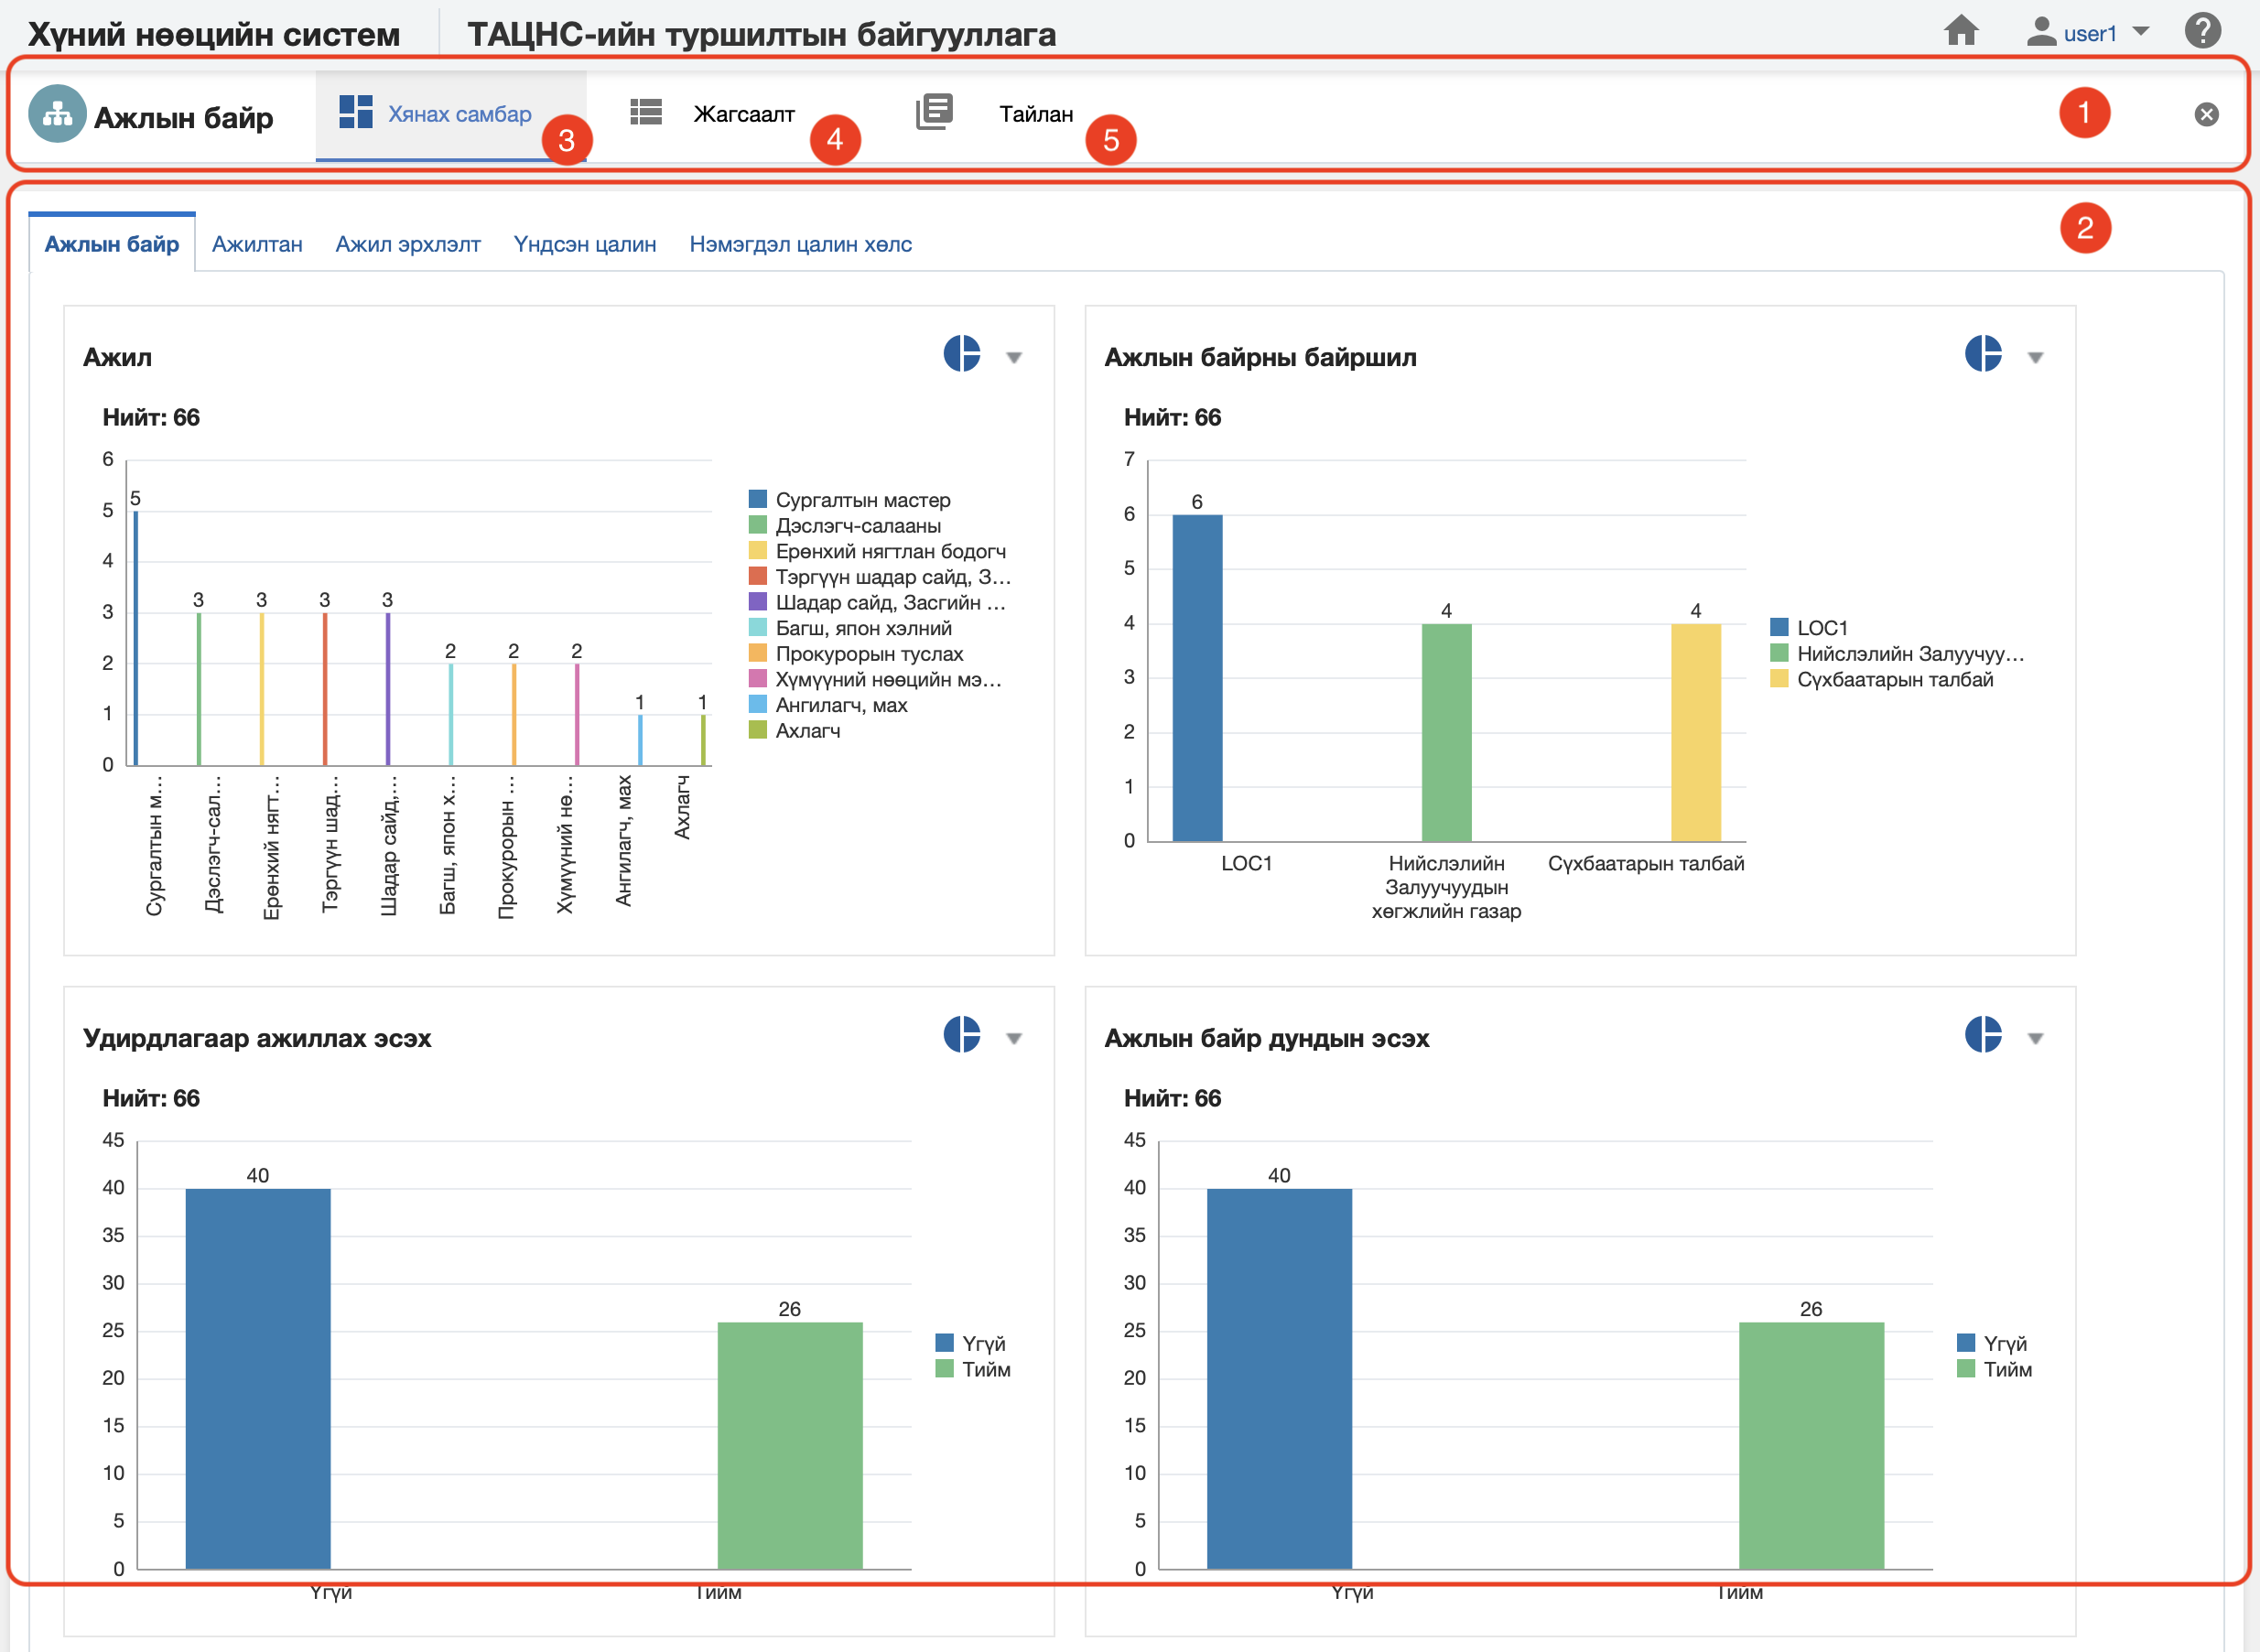 Хүний нөөцийн систем
ТАЦНС-ийн туршилтын байгууллага
user1
?
Ажлын байр
Хянах самбар
3
Жагсаалт
4
Тайлан
5
1
2
Ажлын байр
Ажилтан
Ажил эрхлэлт
Үндсэн цалин
Нэмэгдэл цалин хөлс
Ажил
Нийт: 66
6
5
4
3
2
1
0
5
3
3
3
3
2
2
2
1
1
Сургалтын м...
Дэслэгч-сал...
Ерөнхий нягт...
Тэргүүн шад...
Шадар сайд,...
Багш, япон х...
Прокурорын ...
Хүмүүний нө...
Ангилагч, мах
Ахлагч
Сургалтын мастер
Дэслэгч-салааны
Ерөнхий нягтлан бодогч
Тэргүүн шадар сайд, З...
Шадар сайд, Засгийн ...
Багш, япон хэлний
Прокурорын туслах
Хүмүүний нөөцийн мэ...
Ангилагч, мах
Ахлагч
Ажлын байрны байршил
Нийт: 66
7
6
5
4
3
2
1
0
6
4
4
LOC1
Нийслэлийн
Залуучуудын
хөгжлийн газар
Сүхбаатарын талбай
LOC1
Нийслэлийн Залуучуу...
Сүхбаатарын талбай
Удирдлагаар ажиллах эсэх
Нийт: 66
45
40
35
30
25
20
15
10
5
0
40
26
Үгүй
Тийм
Үгүй
Тийм
Ажлын байр дундын эсэх
Нийт: 66
45
40
35
30
25
20
15
10
5
0
40
26
Үгүй
Тийм
Үгүй
Тийм